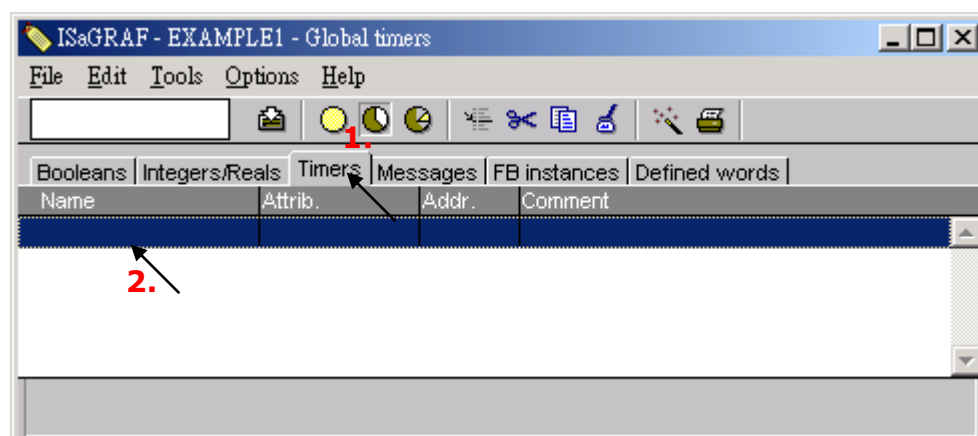 ISaGRAF - EXAMPLE1 - Global timers
File Edit Tools Options Help
1.
Booleans Integers/Reals Timers Messages FB instances Defined words
Name Attrib. Addr. Comment
2.